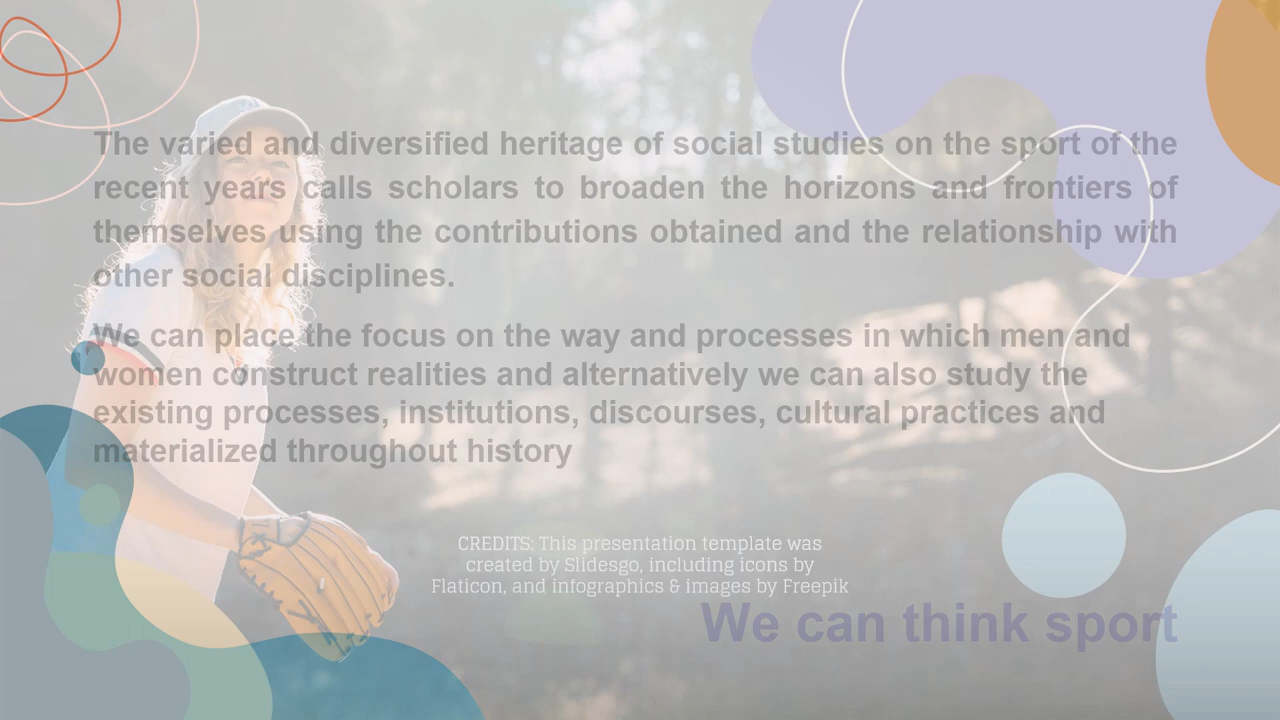 The varied and diversified heritage of social studies on the sport of the
recent years calls scholars to broaden the horizons and frontiers of
themselves using the contributions obtained and the relationship with
other social disciplines.
We can place the focus on the way and processes in which men and
women construct realities and alternatively we can also study the
existing processes, institutions, discourses, cultural practices and
materialized throughout history
CREDITS: This presentation template was
created by Slidesgo, including icons by
Flaticon, and infographics & images by Freepik
We can think sport